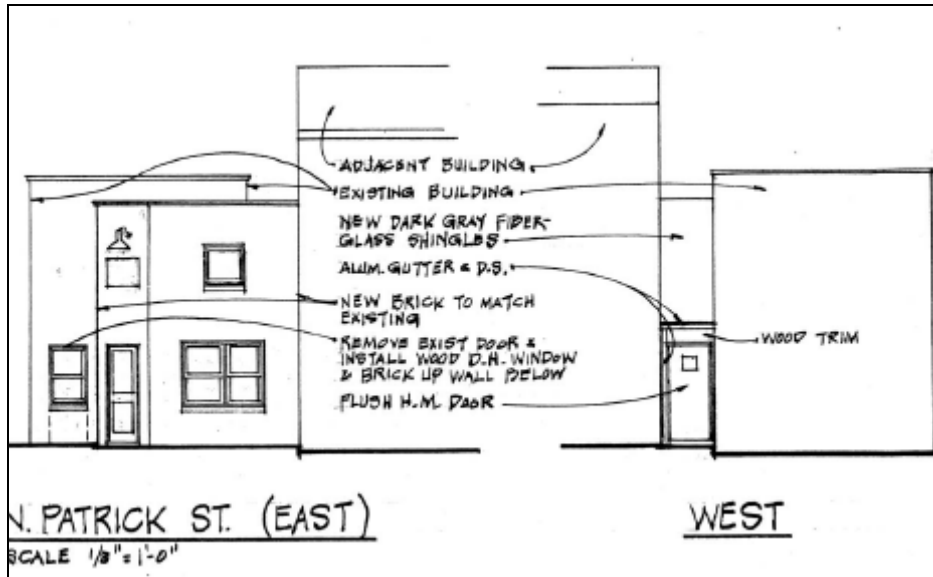 ADJACENT BUILDING
EXISTING BUILDING
NEW DARK GRAY FIBER-
GLASS SHINGLES
ALUM. GUTTER & D.S.
NEW BRICK TO MATCH
EXISTING
REMOVE EXIST DOOR &
INSTALL WOOD D.H. WINDOW
& BRICK UP WALL BELOW
FLUSH H.M. DOOR
WOOD TRIM
N. PATRICK ST. (EAST)
SCALE 1/8" = 1'-0"
WEST